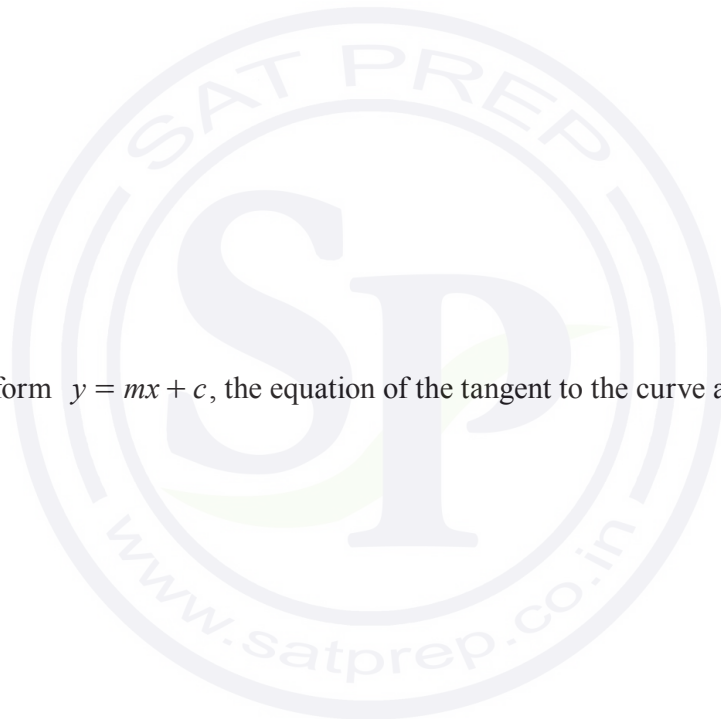 SAT PREP
SP
form y = mx + c, the equation of the tangent to the curve a
www.satprep.co.in